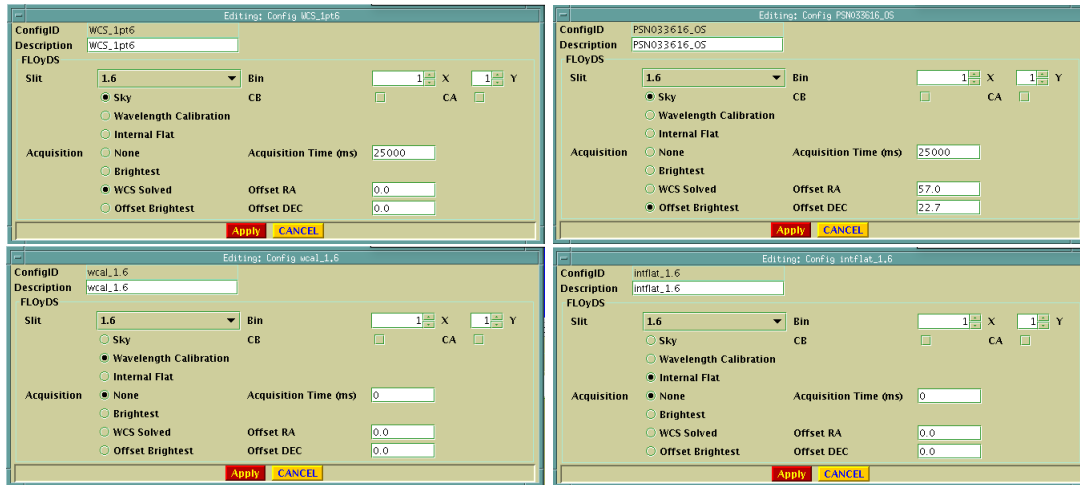 Editing: Config WCS_1pt6
ConfigID WCS_1pt6
Description WCS_1pt6
FLOyDS
Slit 1.6 Bin 1 X 1 Y
Sky CB CA
Wavelength Calibration
Internal Flat
Acquisition None Acquisition Time (ms) 25000
Brightest
WCS Solved Offset RA 0.0
Offset Brightest Offset DEC 0.0
Apply CANCEL
Editing: Config PSN033616_OS
ConfigID PSN033616_OS
Description PSN033616_OS
FLOyDS
Slit 1.6 Bin 1 X 1 Y
Sky CB CA
Wavelength Calibration
Internal Flat
Acquisition None Acquisition Time (ms) 25000
Brightest
WCS Solved Offset RA 57.0
Offset Brightest Offset DEC 22.7
Apply CANCEL
Editing: Config wcal_1.6
ConfigID wcal_1.6
Description wcal_1.6
FLOyDS
Slit 1.6 Bin 1 X 1 Y
Sky CB CA
Wavelength Calibration
Internal Flat
Acquisition None Acquisition Time (ms) 0
Brightest
WCS Solved Offset RA 0.0
Offset Brightest Offset DEC 0.0
Apply CANCEL
Editing: Config intflat_1.6
ConfigID intflat_1.6
Description intflat_1.6
FLOyDS
Slit 1.6 Bin 1 X 1 Y
Sky CB CA
Wavelength Calibration
Internal Flat
Acquisition None Acquisition Time (ms) 0
Brightest
WCS Solved Offset RA 0.0
Offset Brightest Offset DEC 0.0
Apply CANCEL